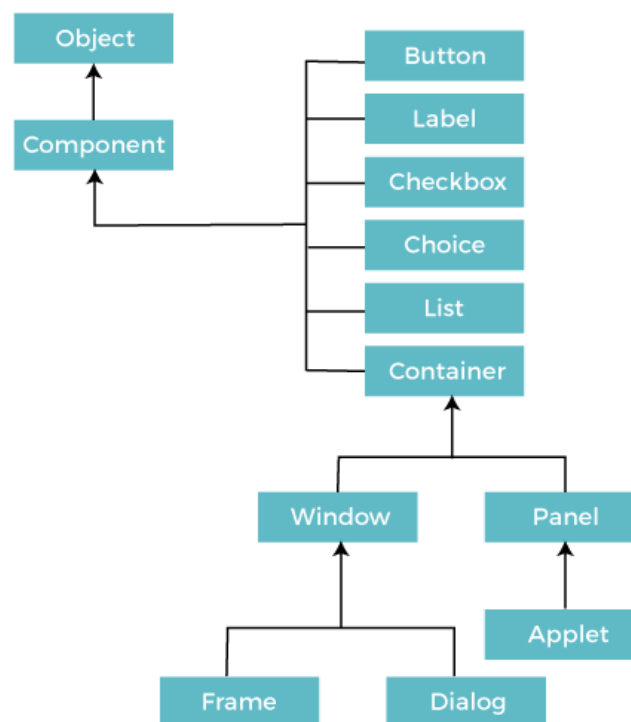 Object
Component
Button
Label
Checkbox
Choice
List
Container
Window
Panel
Applet
Frame
Dialog